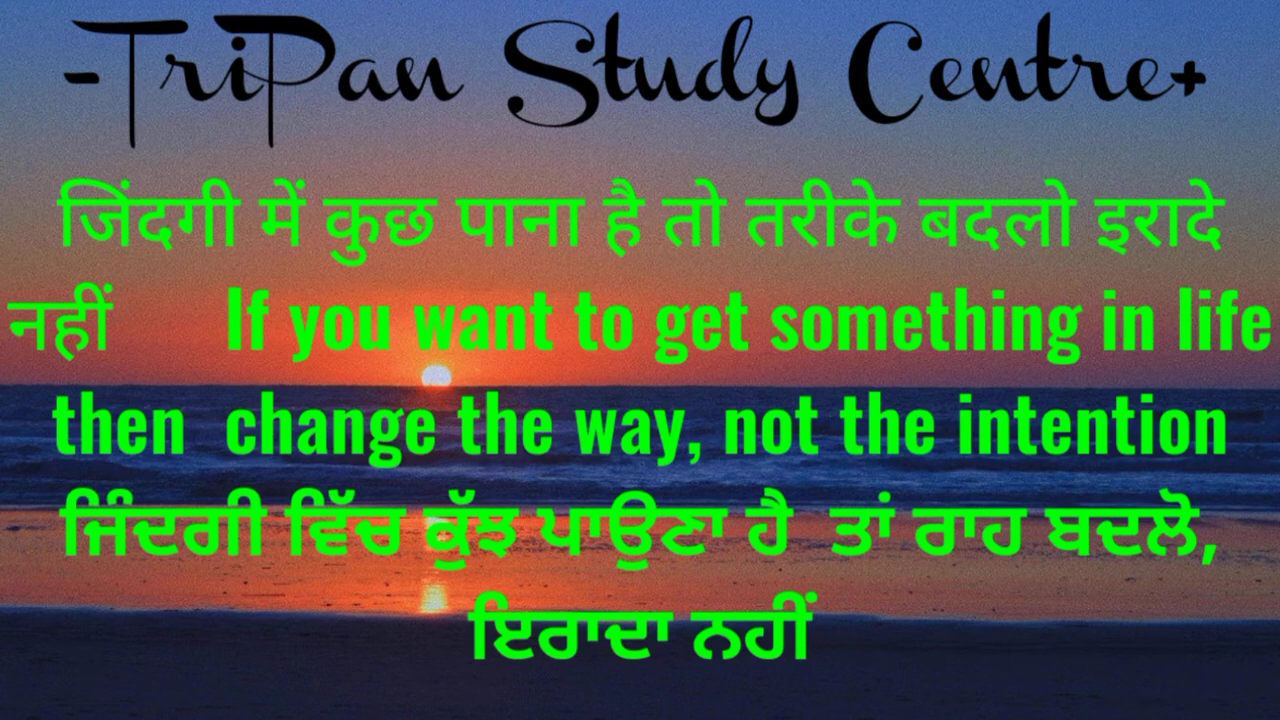 -TriPan Study Centre+
जिंदगी में कुछ पाना है तो तरीके बदलो इरादे
नहीं If you want to get something in life
then change the way, not the intention
ਜ਼ਿੰਦਗੀ ਵਿੱਚ ਕੁੱਝ ਪਾਉਣਾ ਹੈ ਤਾਂ ਰਾਹ ਬਦਲੋ,
ਇਰਾਦਾ ਨਹੀਂ